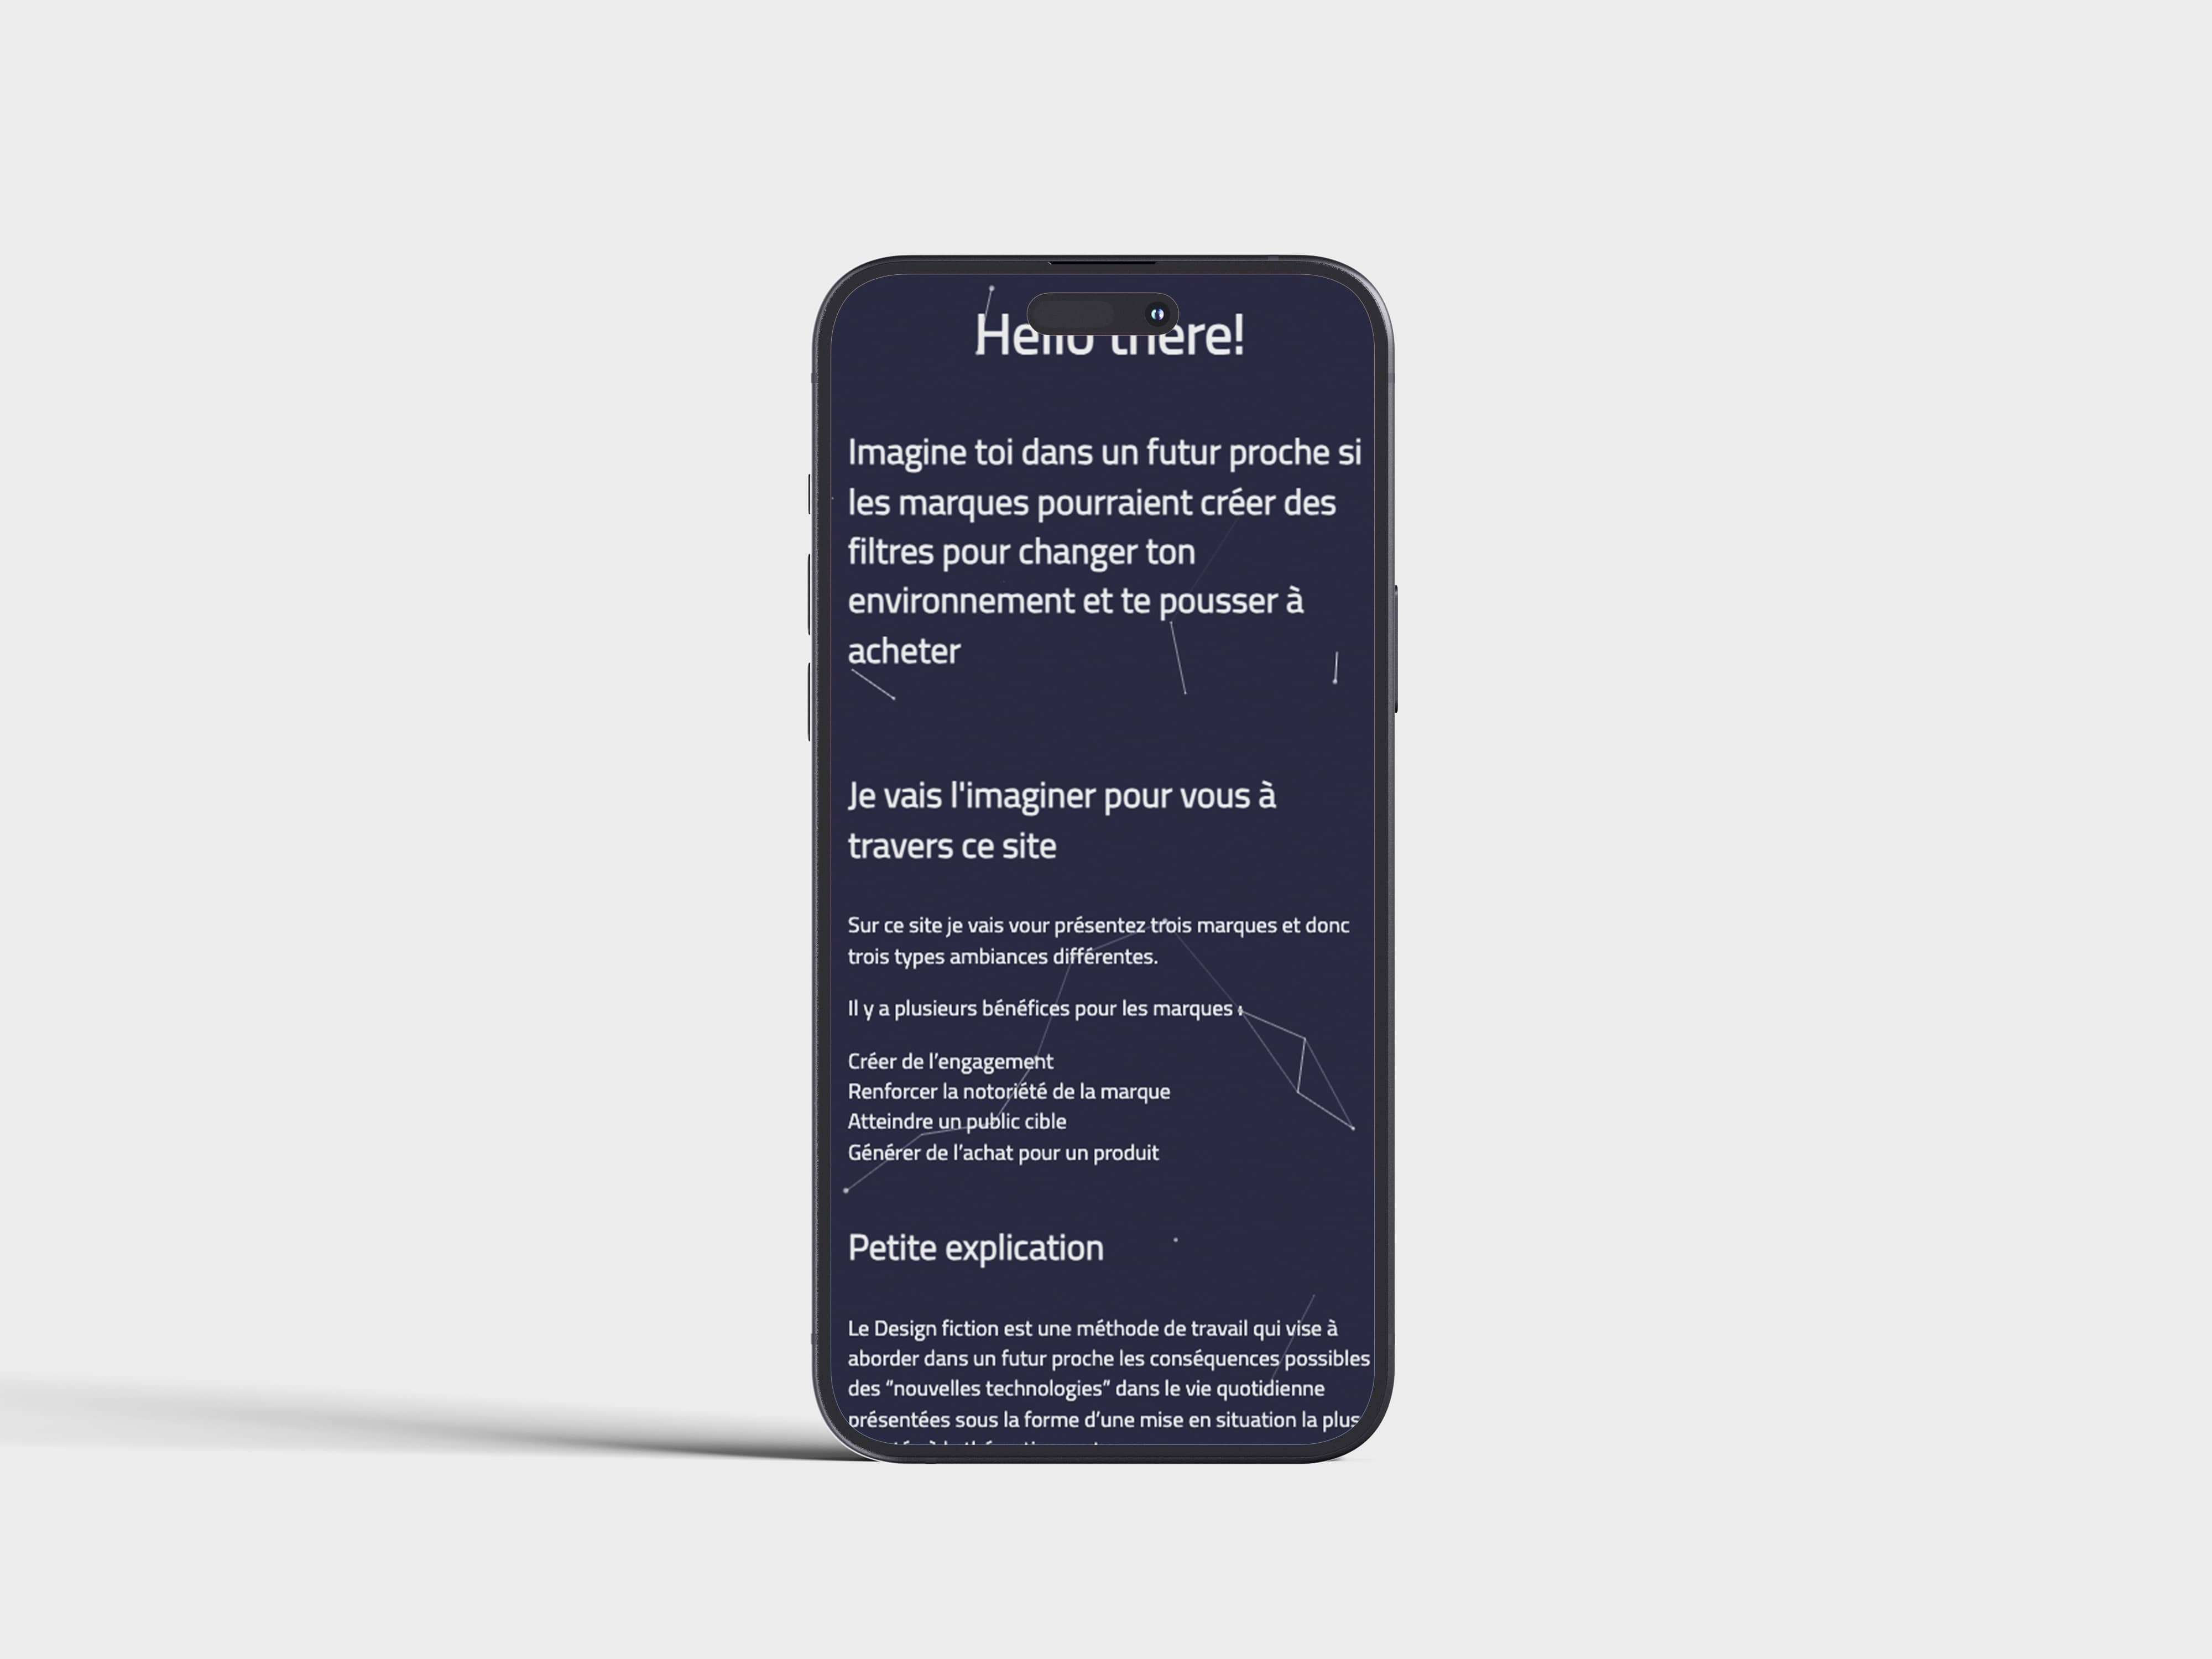 Hello there!
Imagine toi dans un futur proche si
les marques pourraient créer des
filtres pour changer ton
environnement et te pousser à
acheter
Je vais l'imaginer pour vous à
travers ce site
Sur ce site je vais vour présentez trois marques et donc
trois types ambiances différentes.
Il y a plusieurs bénéfices pour les marques :
Créer de l’engagement
Renforcer la notoriété de la marque
Atteindre un public cible
Générer de l’achat pour un produit
Petite explication
Le Design fiction est une méthode de travail qui vise à
aborder dans un futur proche les conséquences possibles
des “nouvelles technologies” dans le vie quotidienne
présentées sous la forme d’une mise en situation la plus